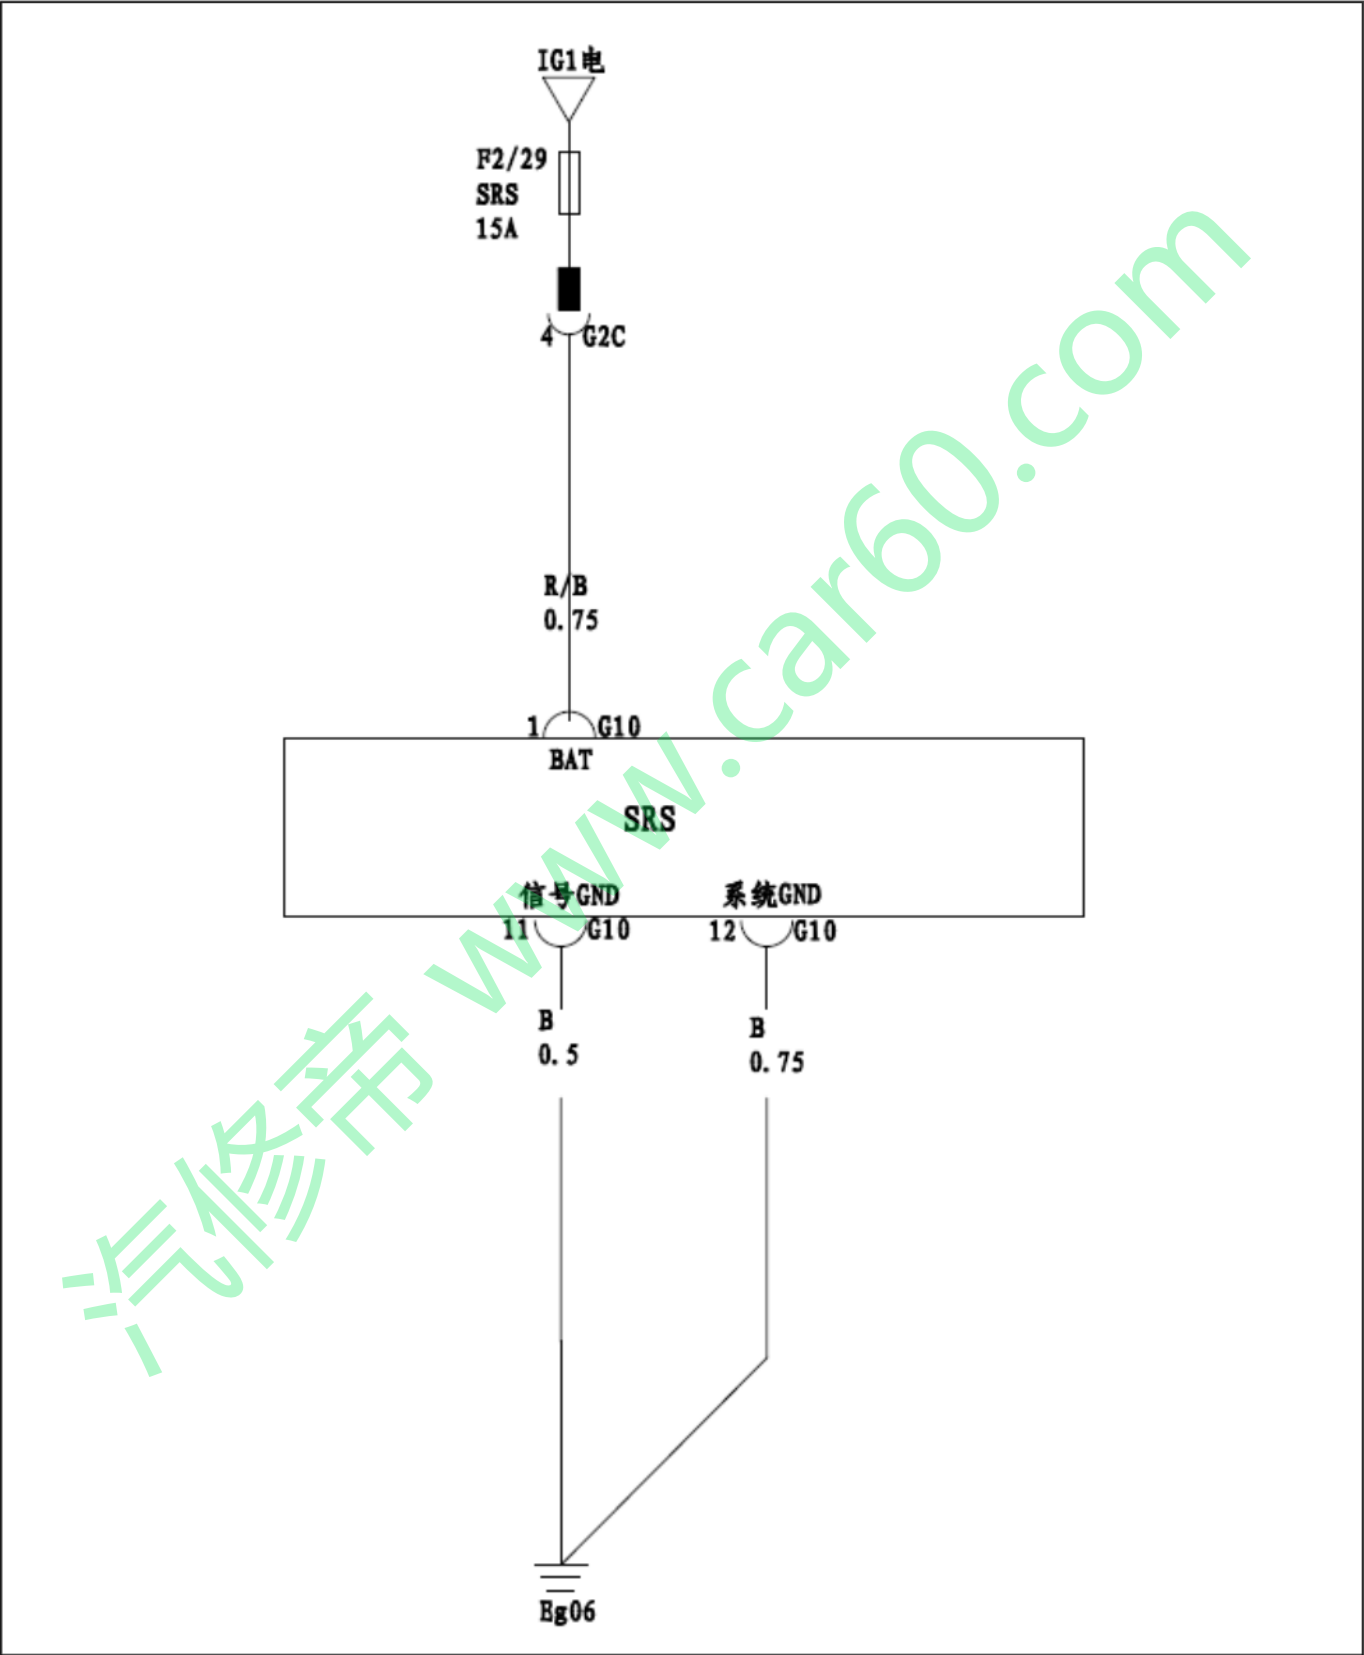 IG1电
F2/29
SRS
15A
4 G2C
R/B
0.75
1 G10
BAT
SRS
信号GND 系统GND
11 G10 12 G10
B B
0.5 0.75
Eg06
汽修帝 www.car60.com